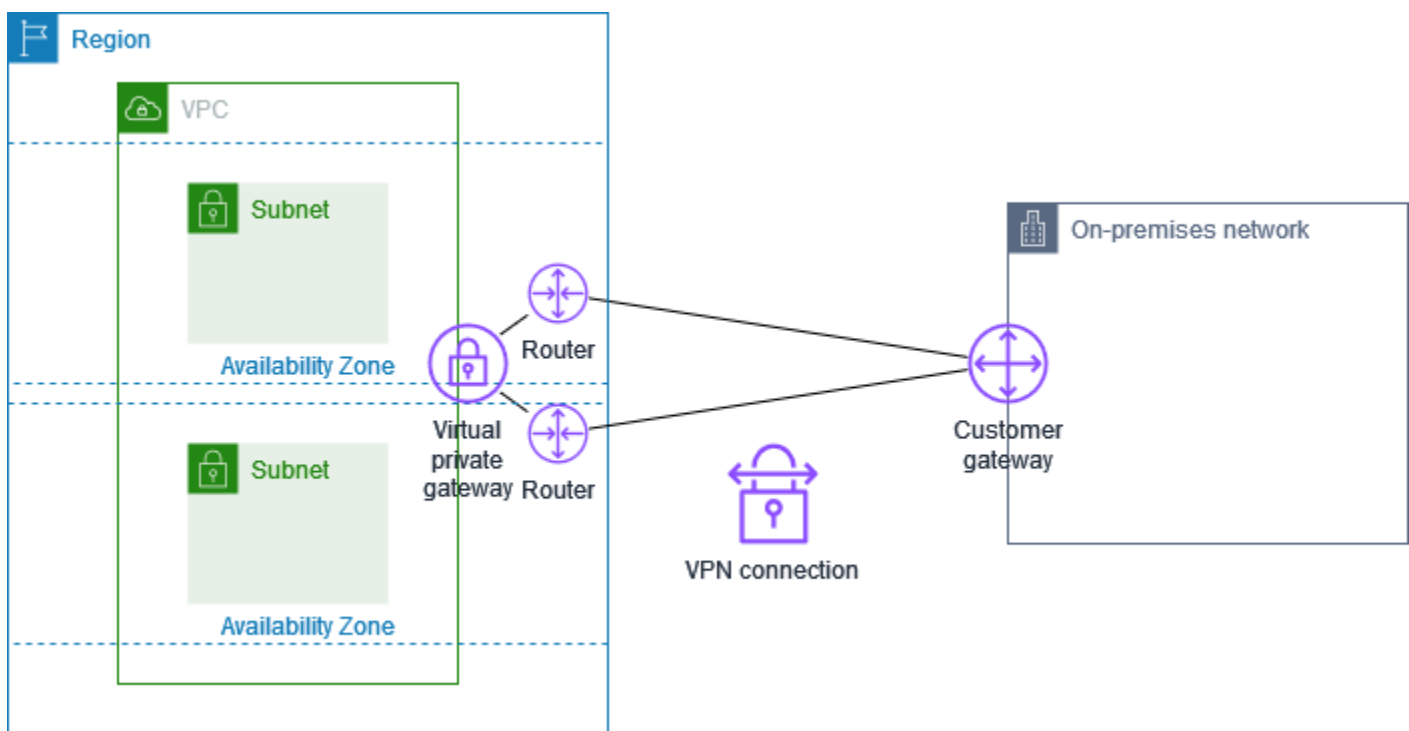 Region
VPC
Subnet
On-premises network
Router
Availability Zone
Virtual
private
gateway
Router
Customer
gateway
Subnet
VPN connection
Availability Zone